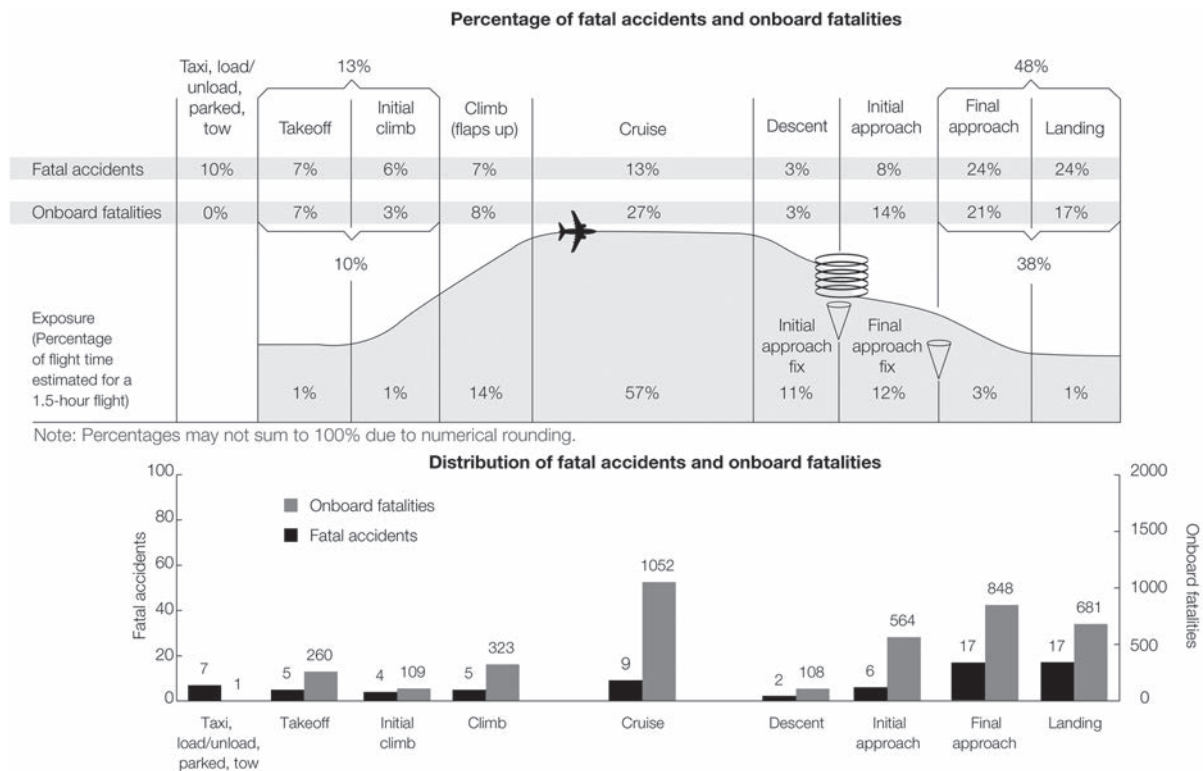 Percentage of fatal accidents and onboard fatalities
Taxi, load/
unload,
parked,
tow
13%
48%
Takeoff
Initial
climb
Climb
(flaps up)
Cruise
Descent
Initial
approach
Final
approach
Landing
Fatal accidents 10% 7% 6% 7% 13% 3% 8% 24% 24%
Onboard fatalities 0% 7% 3% 8% 27% 3% 14% 21% 17%
10%
38%
Exposure
(Percentage
of flight time
estimated for a
1.5-hour flight)
Initial
approach
fix
Final
approach
fix
1% 1% 14% 57% 11% 12% 3% 1%
Note: Percentages may not sum to 100% due to numerical rounding.
Distribution of fatal accidents and onboard fatalities
Fatal accidents
100
80
60
40
20
0
Onboard fatalities
Fatal accidents
7 1
5 260
4 109
5 323
9 1052
2 108
6 564
17 848
17 681
2000
1500
1000
500
0
Onboard
fatalities
Taxi,
load/unload,
parked, tow
Takeoff
Initial
climb
Climb
Cruise
Descent
Initial
approach
Final
approach
Landing